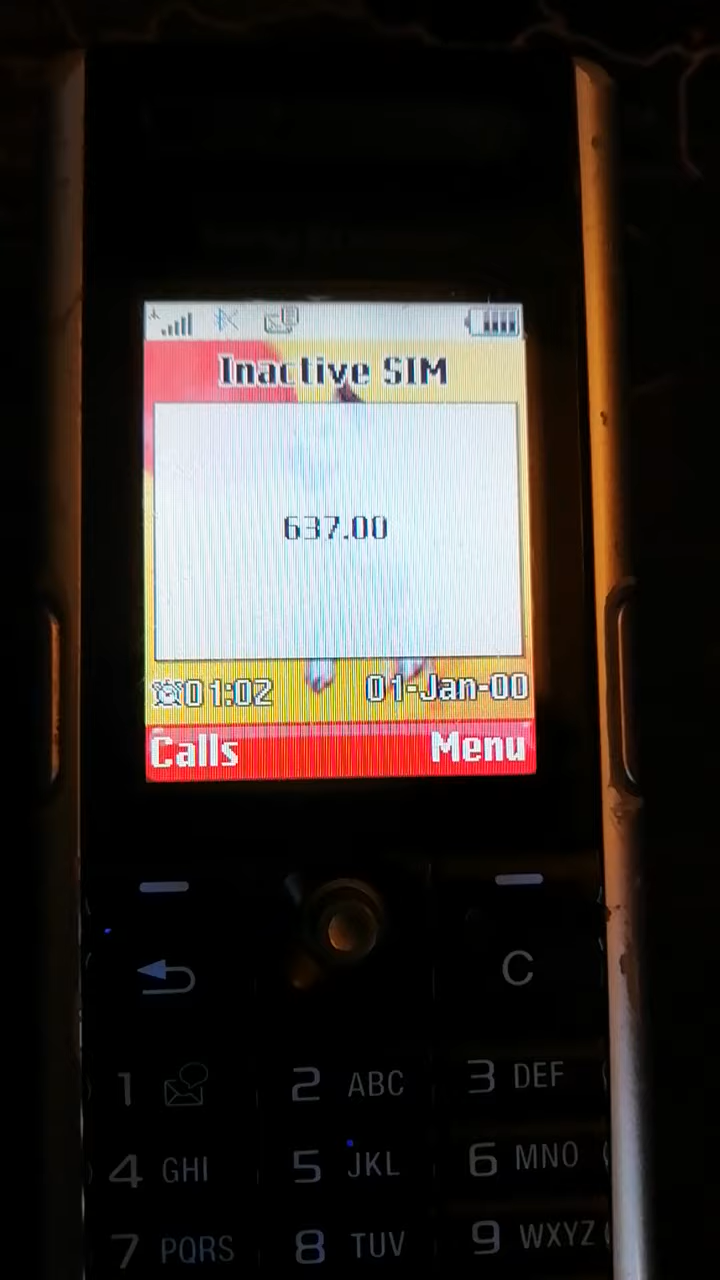 Inactive SIM
637.00
01:02 01-Jan-00
Calls Menu
C
1 2 ABC 3 DEF
4 GHI 5 JKL 6 MNO
7 PQRS 8 TUV 9 WXYZ